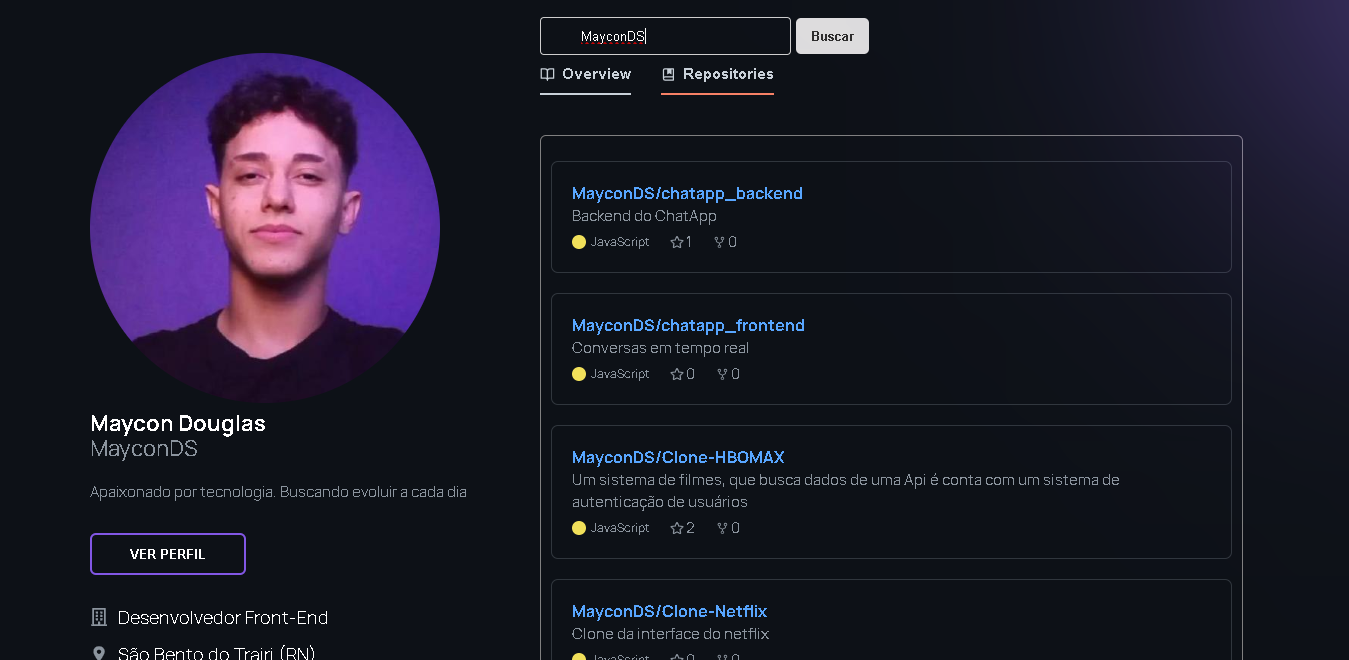 MayconDS
Buscar
Overview
Repositories
Maycon Douglas
MayconDS
Apaixonado por tecnologia. Buscando evoluir a cada dia
VER PERFIL
Desenvolvedor Front-End
São Bento do Trairi (RN)
MayconDS/chatapp_backend
Backend do ChatApp
JavaScript 1 0
MayconDS/chatapp_frontend
Conversas em tempo real
JavaScript 0 0
MayconDS/Clone-HBOMAX
Um sistema de filmes, que busca dados de uma Api é conta com um sistema de
autenticação de usuários
JavaScript 2 0
MayconDS/Clone-Netflix
Clone da interface do netflix
JavaScript 0 0